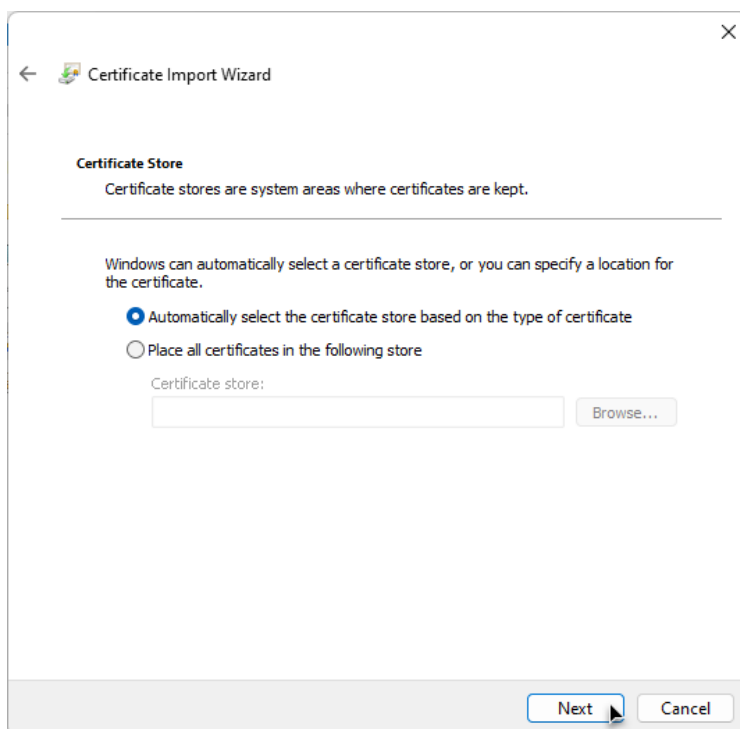 Certificate Import Wizard
Certificate Store
Certificate stores are system areas where certificates are kept.
Windows can automatically select a certificate store, or you can specify a location for
the certificate.
Automatically select the certificate store based on the type of certificate
Place all certificates in the following store
Certificate store:
Browse...
Next
Cancel